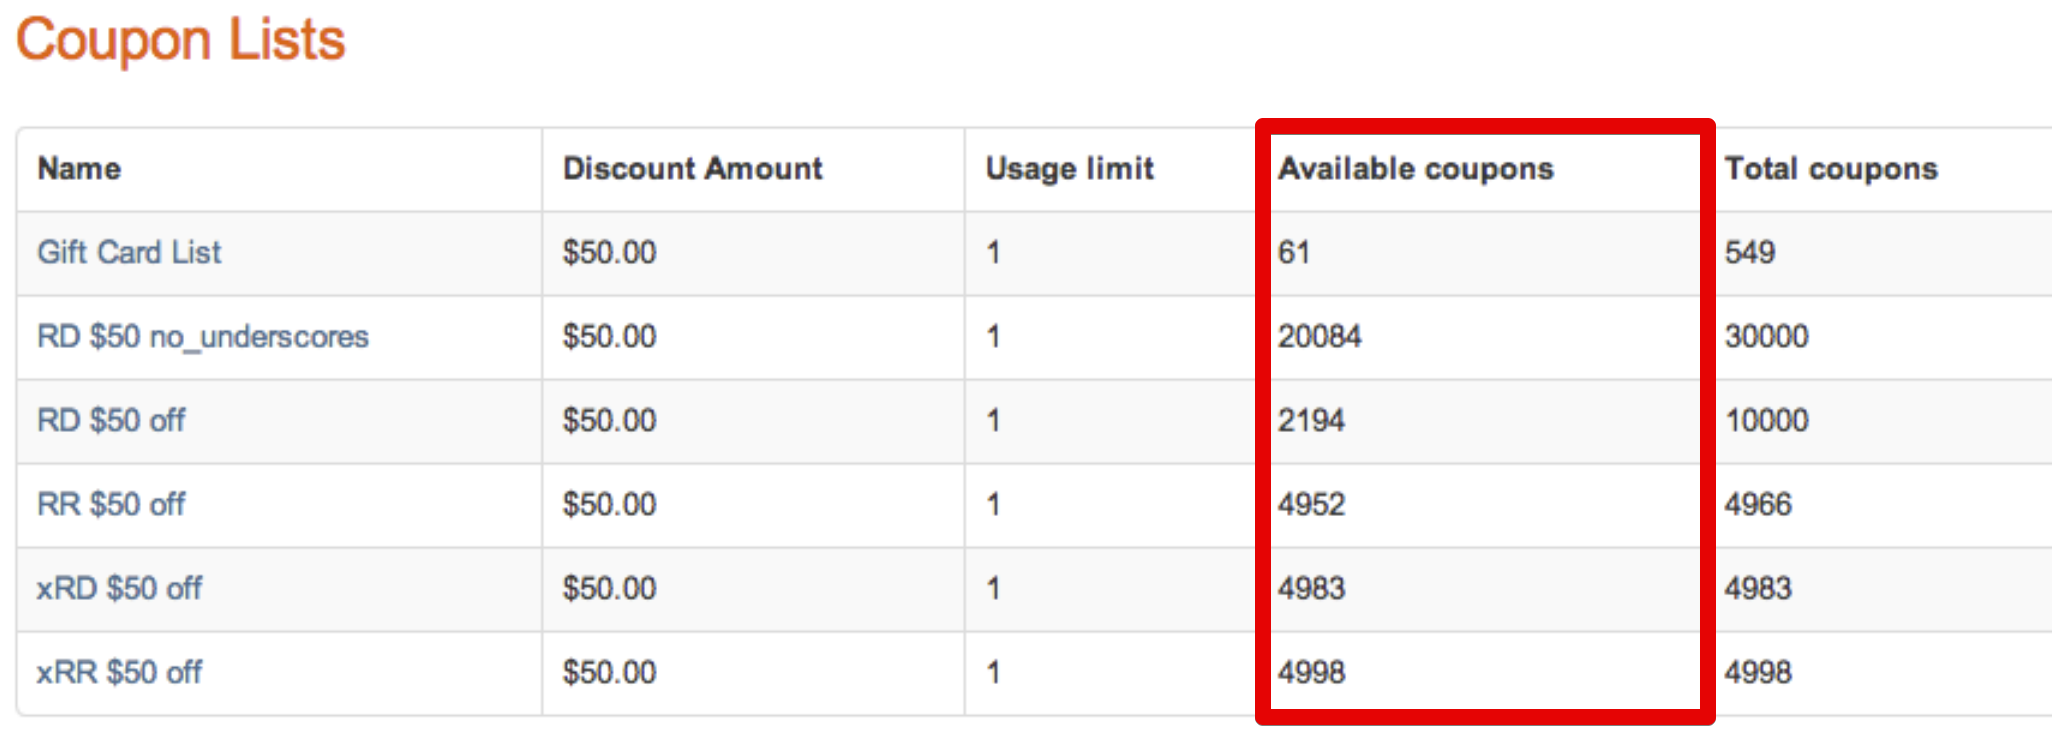 Coupon Lists
Name Discount Amount Usage limit Available coupons Total coupons
Gift Card List $50.00 1 61 549
RD $50 no_underscores $50.00 1 20084 30000
RD $50 off $50.00 1 2194 10000
RR $50 off $50.00 1 4952 4966
xRD $50 off $50.00 1 4983 4983
xRR $50 off $50.00 1 4998 4998